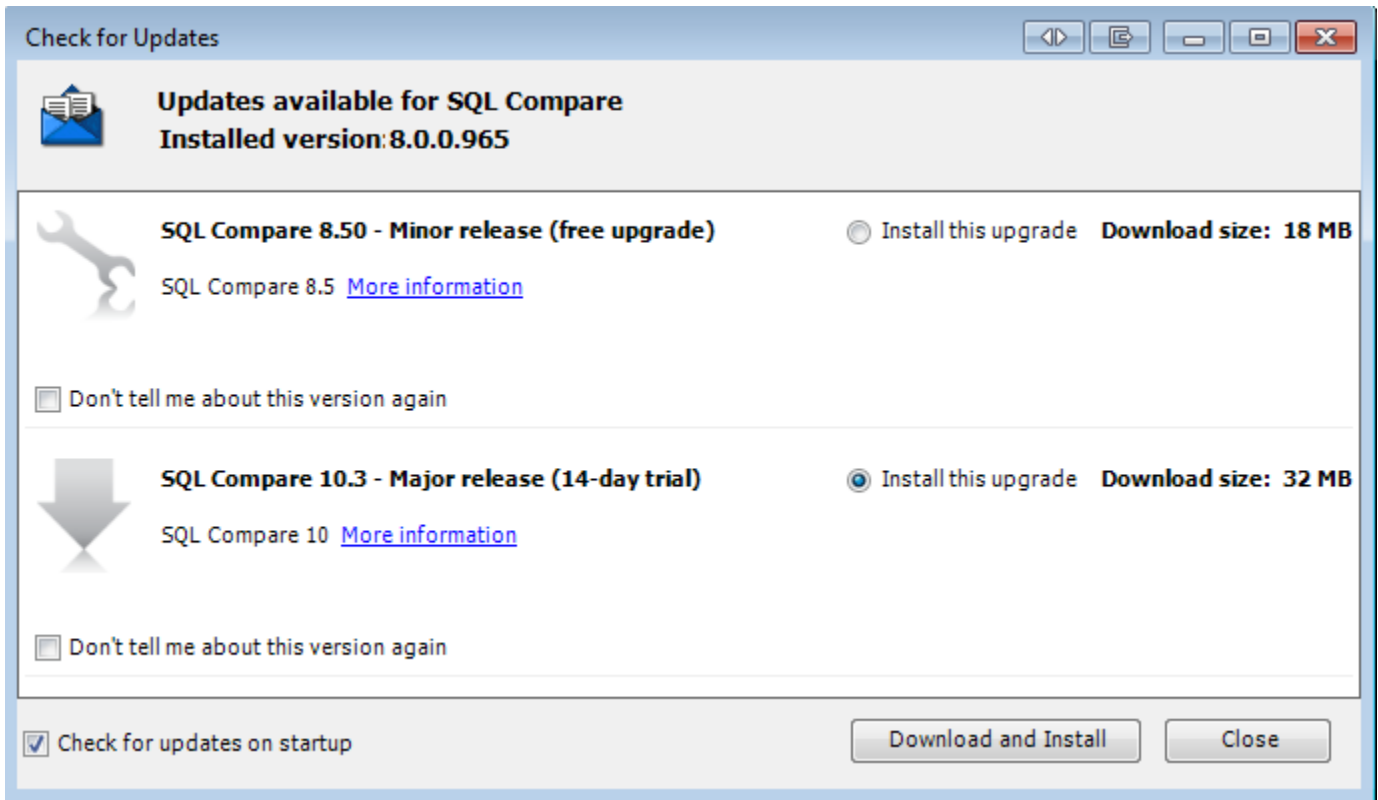 Check for Updates
Updates available for SQL Compare
Installed version:8.0.0.965
SQL Compare 8.50 - Minor release (free upgrade) Install this upgrade Download size: 18 MB
SQL Compare 8.5 More information
Don't tell me about this version again
SQL Compare 10.3 - Major release (14-day trial) Install this upgrade Download size: 32 MB
SQL Compare 10 More information
Don't tell me about this version again
Check for updates on startup Download and Install Close